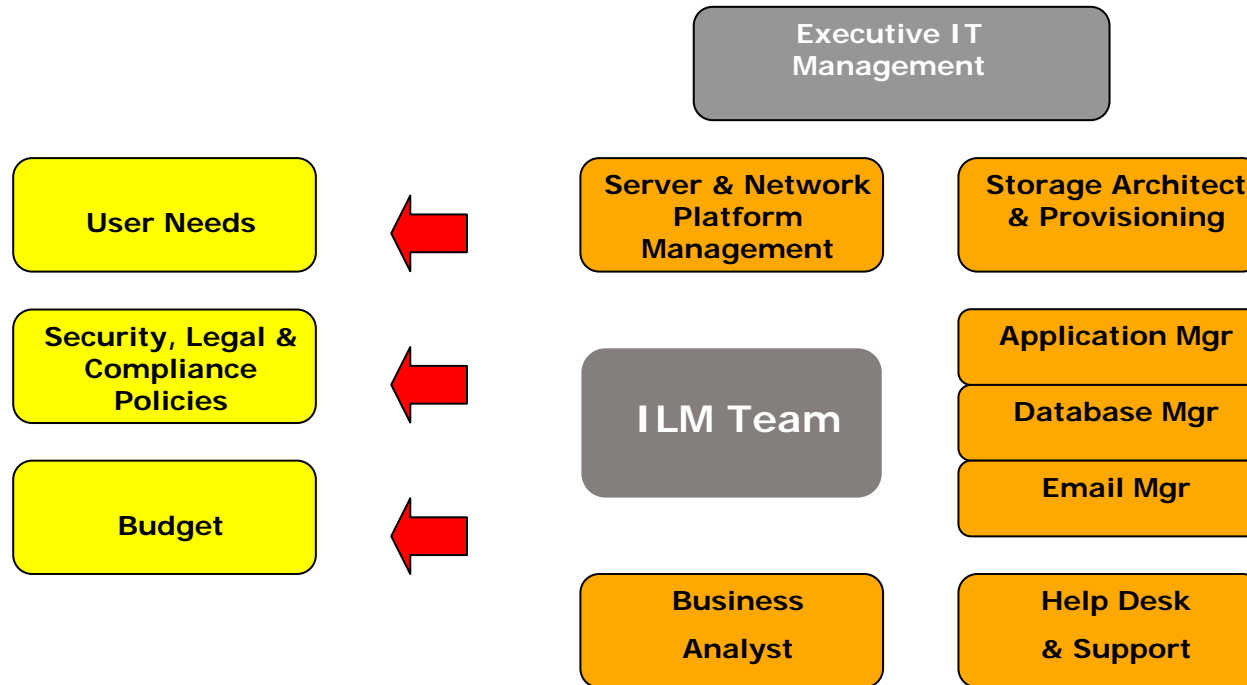 Executive IT
Management
User Needs
Server & Network
Platform
Management
Storage Architect
& Provisioning
Security, Legal &
Compliance
Policies
ILM Team
Application Mgr
Database Mgr
Email Mgr
Budget
Business
Analyst
Help Desk
& Support